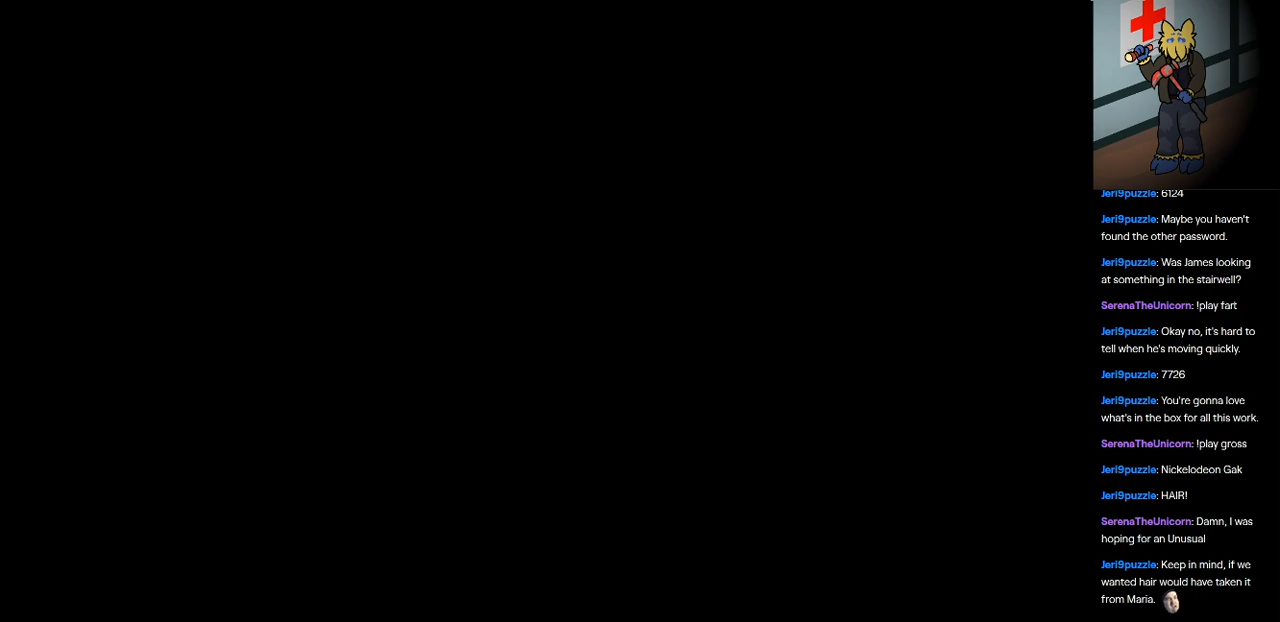 Jeri9puzzle: 6124
Jeri9puzzle: Maybe you haven't
found the other password.
Jeri9puzzle: Was James looking
at something in the stairwell?
SerenaTheUnicorn: !play fart
Jeri9puzzle: Okay no, it's hard to
tell when he's moving quickly.
Jeri9puzzle: 7726
Jeri9puzzle: You're gonna love
what's in the box for all this work.
SerenaTheUnicorn: !play gross
Jeri9puzzle: Nickelodeon Gak
Jeri9puzzle: HAIR!
SerenaTheUnicorn: Damn, I was
hoping for an Unusual
Jeri9puzzle: Keep in mind, if we
wanted hair would have taken it
from Maria.